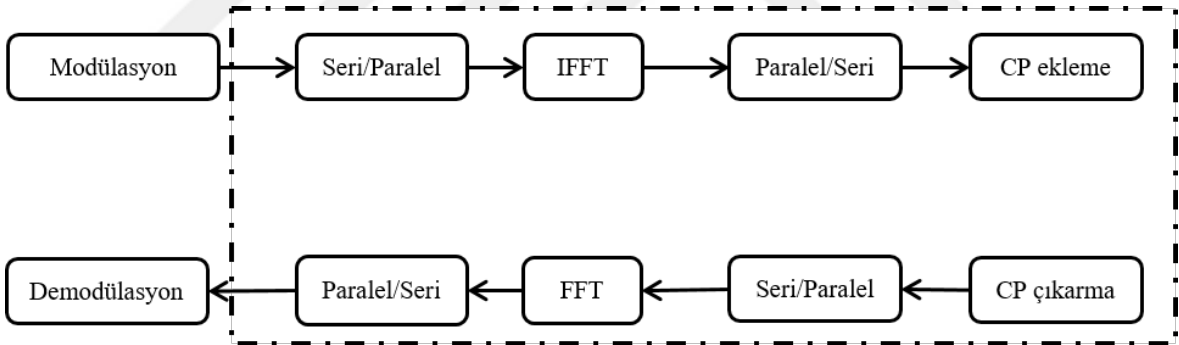 Modülasyon
Seri/Paralel
IFFT
Paralel/Seri
CP ekleme
Demodülasyon
Paralel/Seri
FFT
Seri/Paralel
CP çıkarma